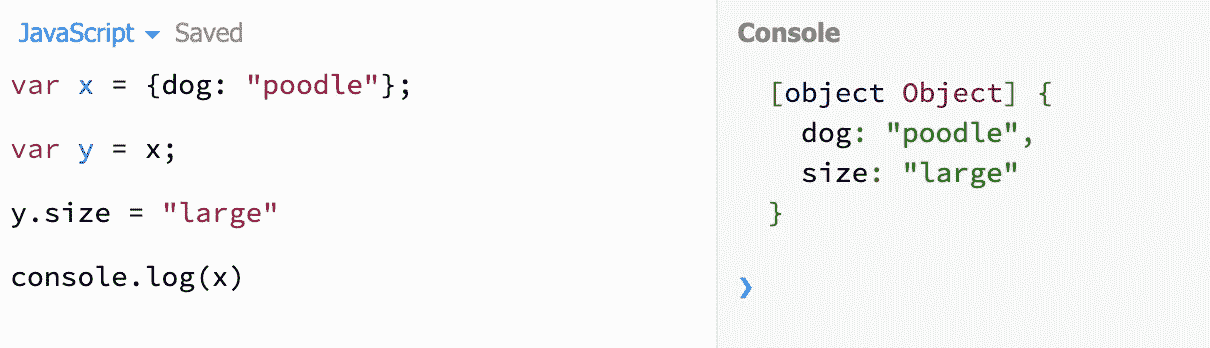 JavaScript Saved
var x = {dog: "poodle"};
var y = x;
y.size = "large"
console.log(x)
Console
[object Object] {
  dog: "poodle",
  size: "large"
}
❯